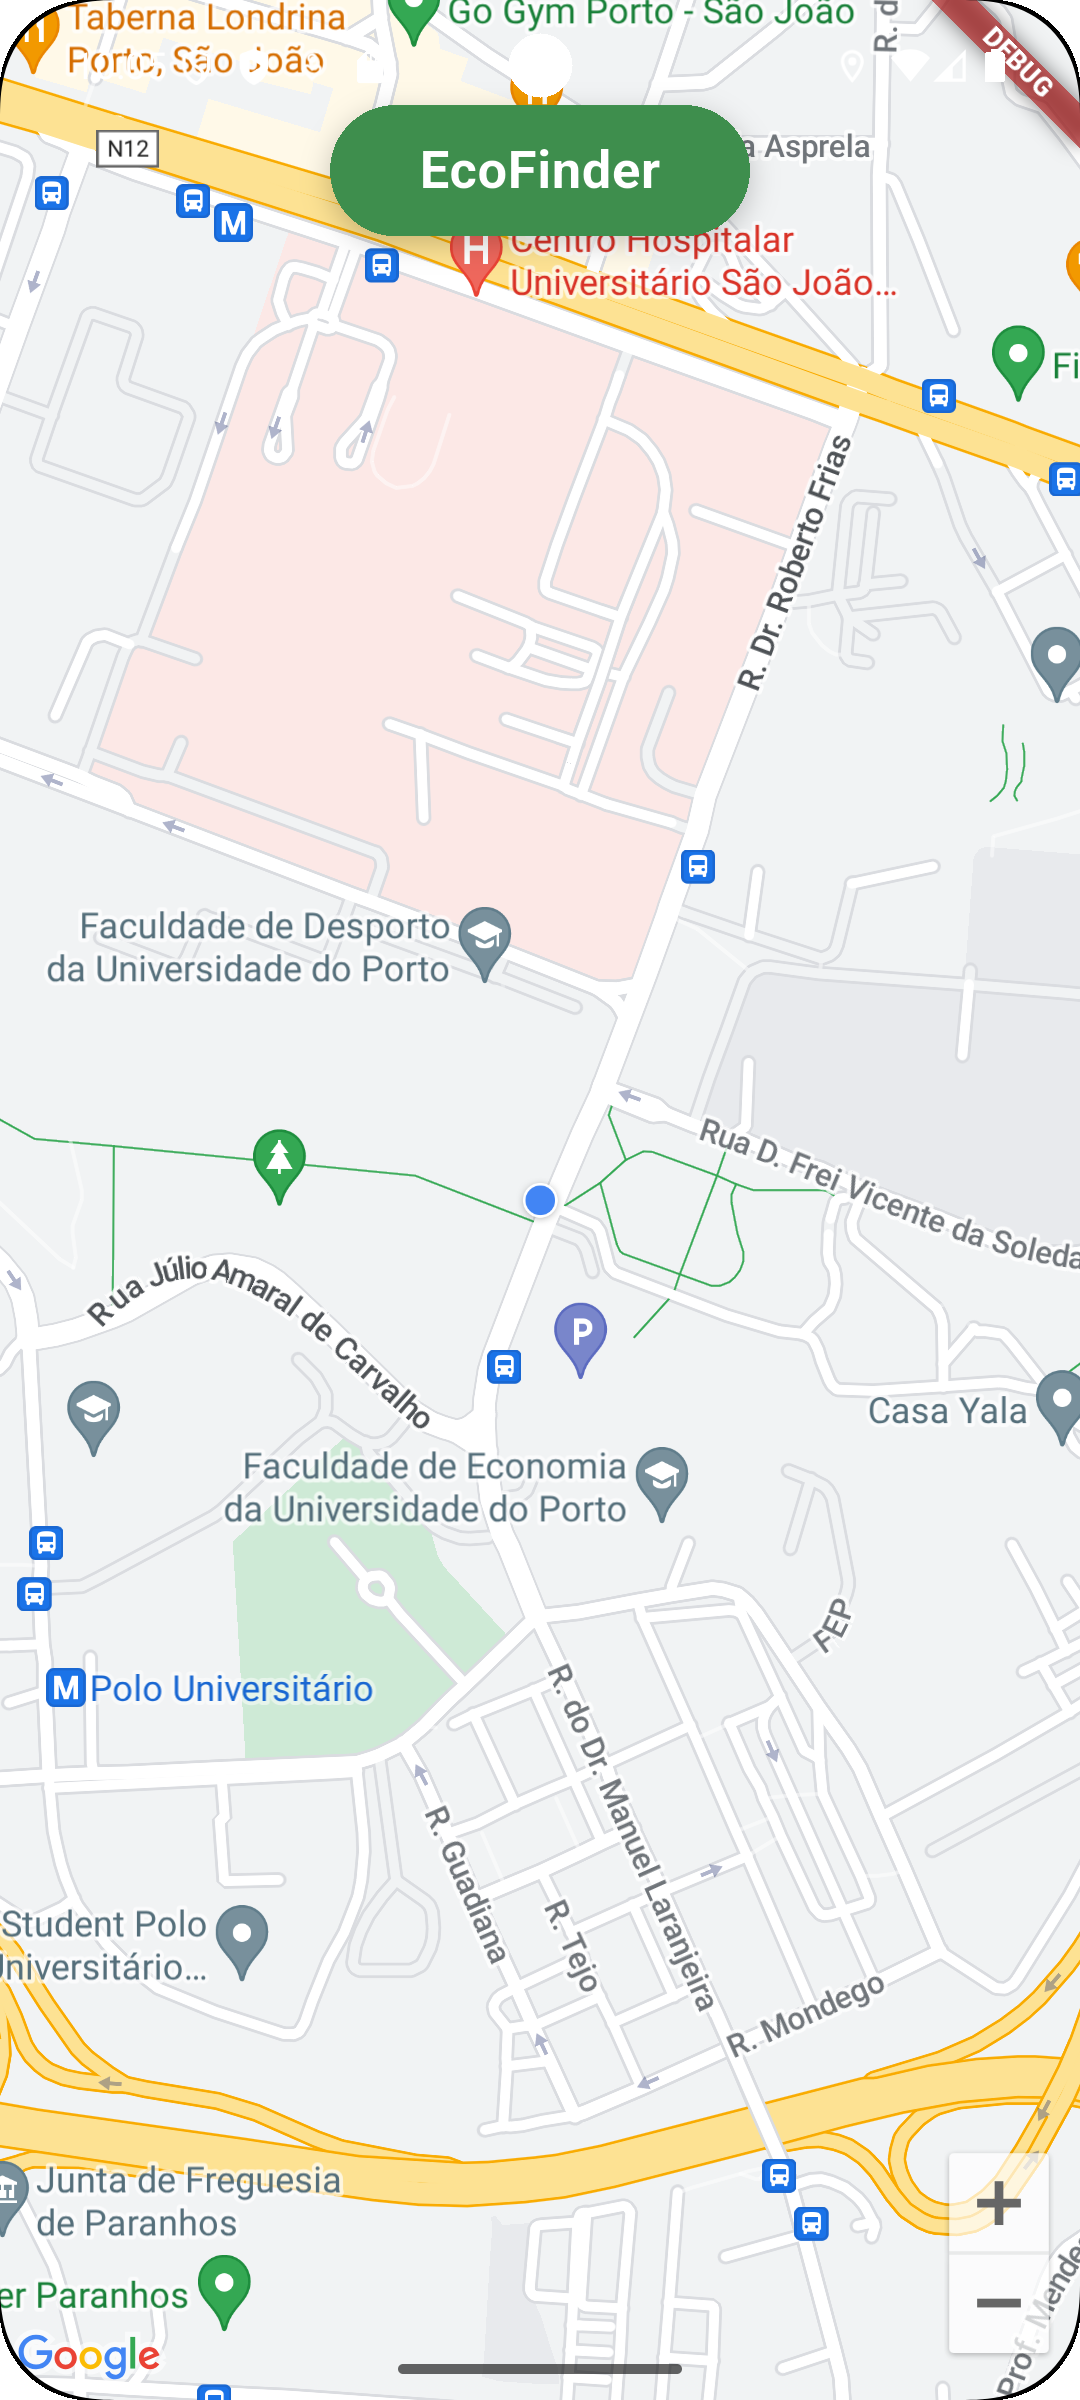 Taberna Londrina
Porto, São João
Go Gym Porto - São João
R. d
DEBUG
N12
EcoFinder
a Asprela
M
H
Centro Hospitalar
Universitário São João...
Fi
R. Dr. Roberto Frias
Faculdade de Desporto
da Universidade do Porto
Rua D. Frei Vicente da Soleda
Rua Júlio Amaral de Carvalho
P
Casa Yala
Faculdade de Economia
da Universidade do Porto
FEP
M Polo Universitário
R. do Dr. Manuel Laranjeira
R. Guadiana
R. Tejo
Student Polo
Universitário...
R. Mondego
Junta de Freguesia
de Paranhos
er Paranhos
Prof. Mende
Google